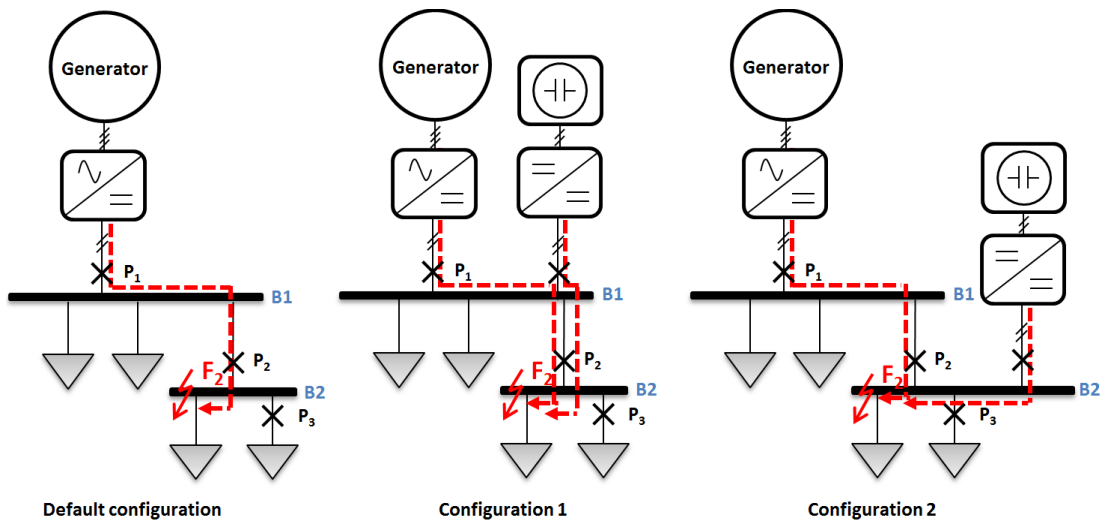 Generator
Generator
Generator
P1
B1
P2
F2
B2
P3
P1
B1
P2
F2
B2
P3
P1
B1
P2
F2
B2
P3
Default configuration
Configuration 1
Configuration 2